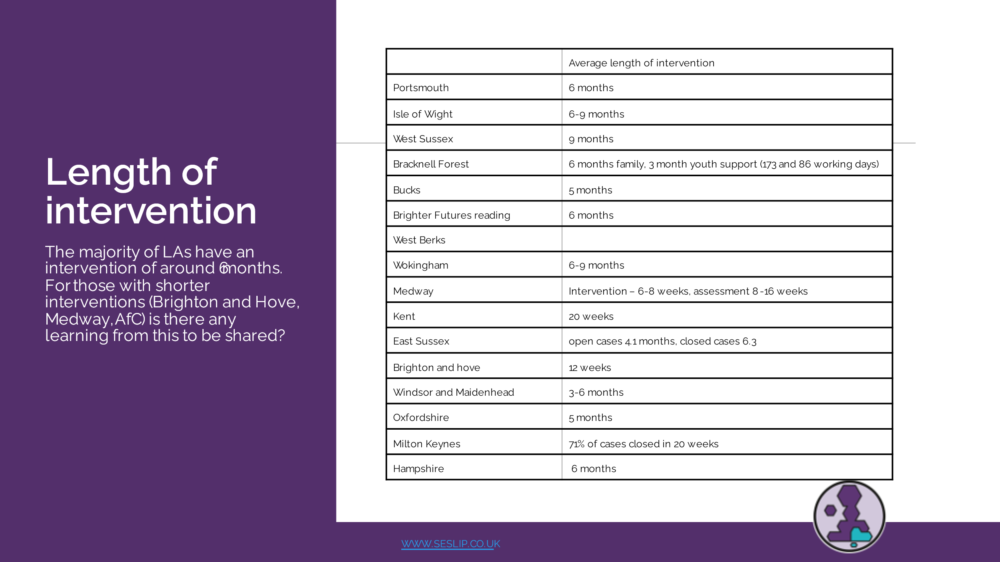 Length of
intervention
The majority of LAs have an
intervention of around 6 months.
For those with shorter
interventions (Brighton and Hove,
Medway, AfC) is there any
learning from this to be shared?
Average length of intervention
Portsmouth 6 months
Isle of Wight 6-9 months
West Sussex 9 months
Bracknell Forest 6 months family, 3 month youth support (173 and 86 working days)
Bucks 5 months
Brighter Futures reading 6 months
West Berks
Wokingham 6-9 months
Medway Intervention – 6-8 weeks, assessment 8-16 weeks
Kent 20 weeks
East Sussex open cases 4.1 months, closed cases 6.3
Brighton and hove 12 weeks
Windsor and Maidenhead 3-6 months
Oxfordshire 5 months
Milton Keynes 71% of cases closed in 20 weeks
Hampshire 6 months
WWW.SESLIP.CO.UK